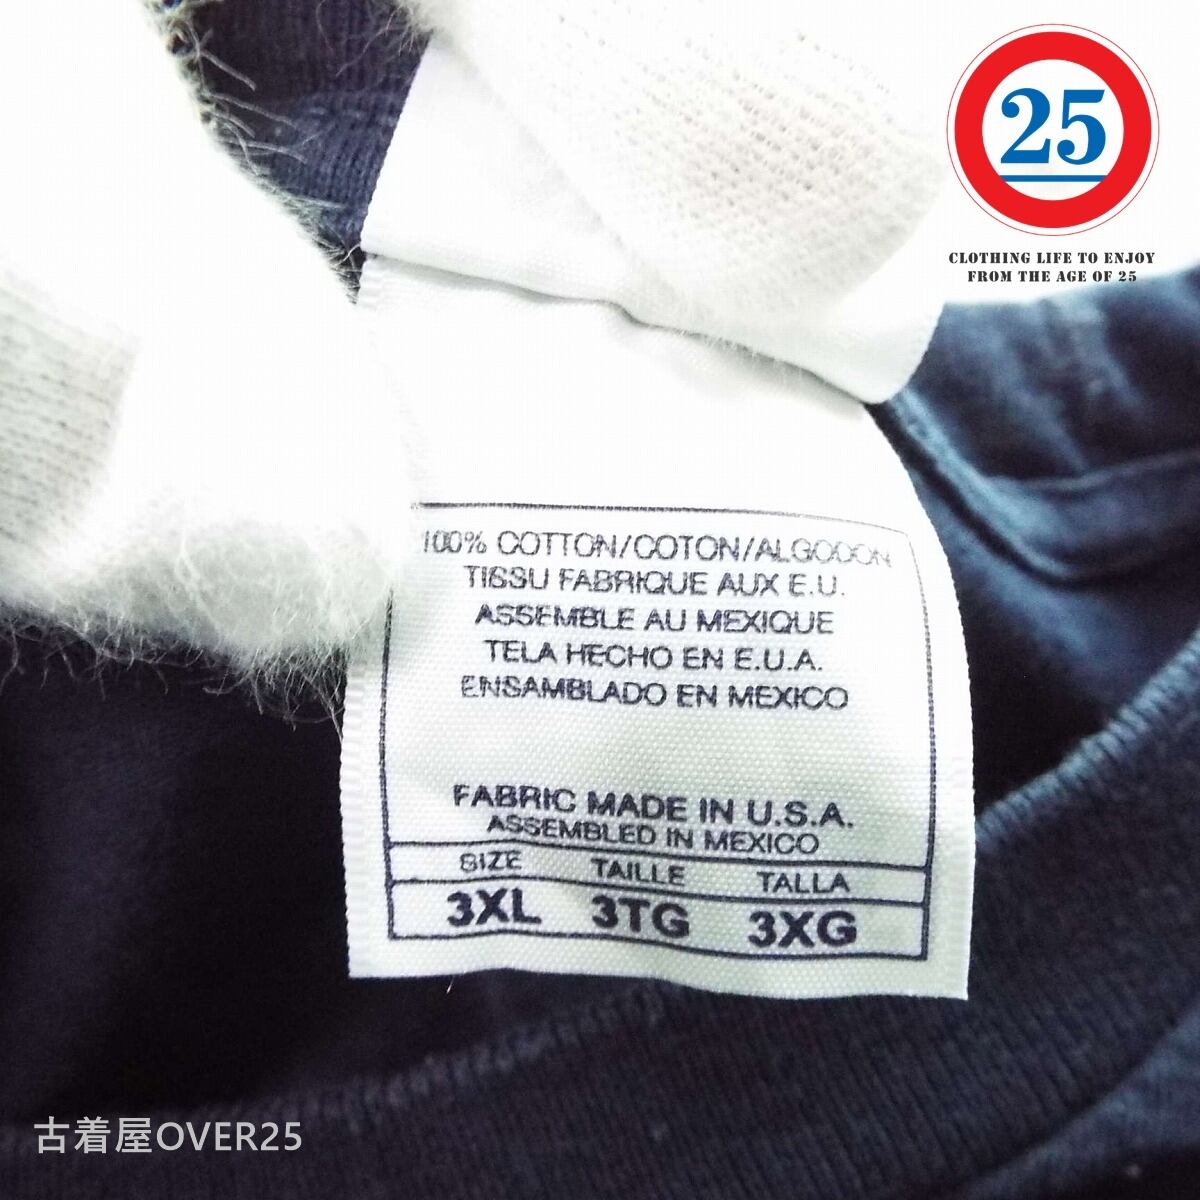 25
CLOTHING LIFE TO ENJOY
FROM THE AGE OF 25
100% COTTON/COTON/ALGODON
TISSU FABRIQUE AUX E.U.
ASSEMBLE AU MEXIQUE
TELA HECHO EN E.U.A.
ENSAMBLADO EN MEXICO
FABRIC MADE IN U.S.A.
ASSEMBLED IN MEXICO
SIZE TAILLE TALLA
3XL 3TG 3XG
古着屋OVER25